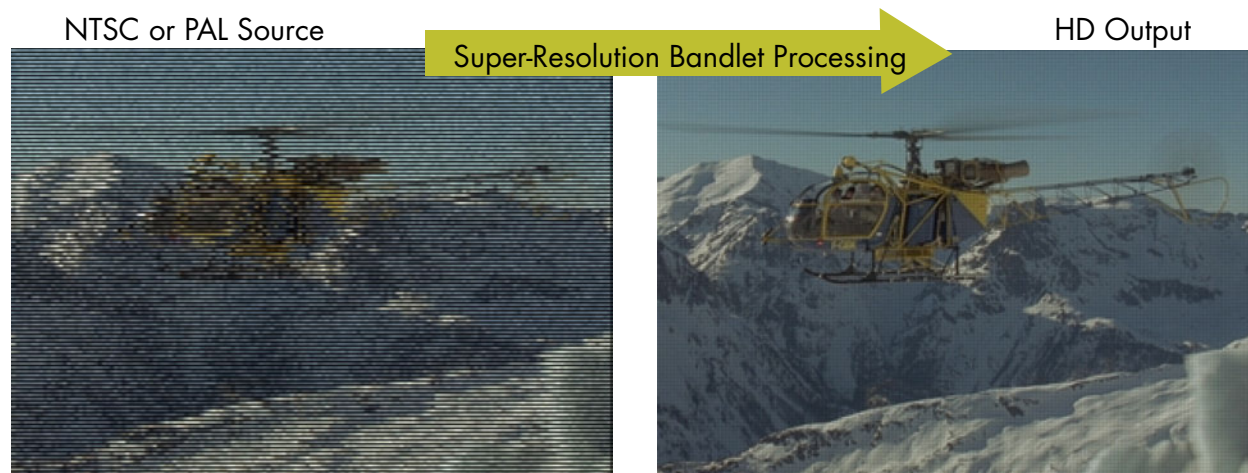 NTSC or PAL Source
Super-Resolution Bandlet Processing
HD Output